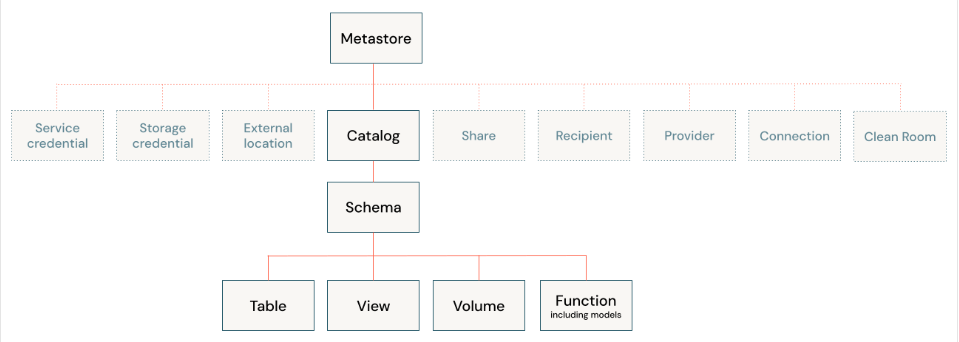 Metastore
Service
credential
Storage
credential
External
location
Catalog
Share
Recipient
Provider
Connection
Clean Room
Schema
Table
View
Volume
Function
including models